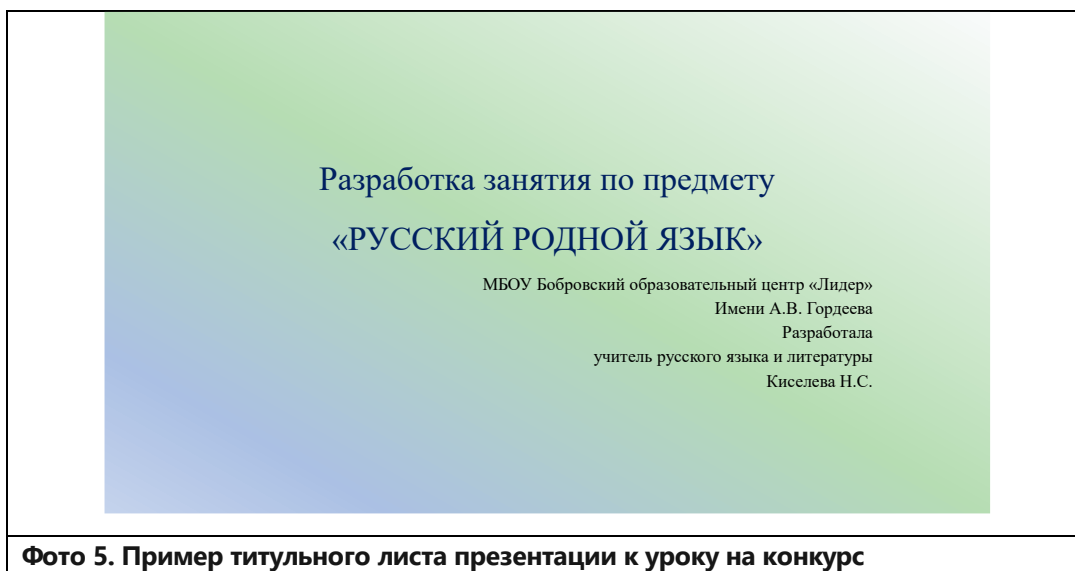 Разработка занятия по предмету
«РУССКИЙ РОДНОЙ ЯЗЫК»
МБОУ Бобровский образовательный центр «Лидер»
Имени А.В. Гордеева
Разработала
учитель русского языка и литературы
Киселева Н.С.
Фото 5. Пример титульного листа презентации к уроку на конкурс